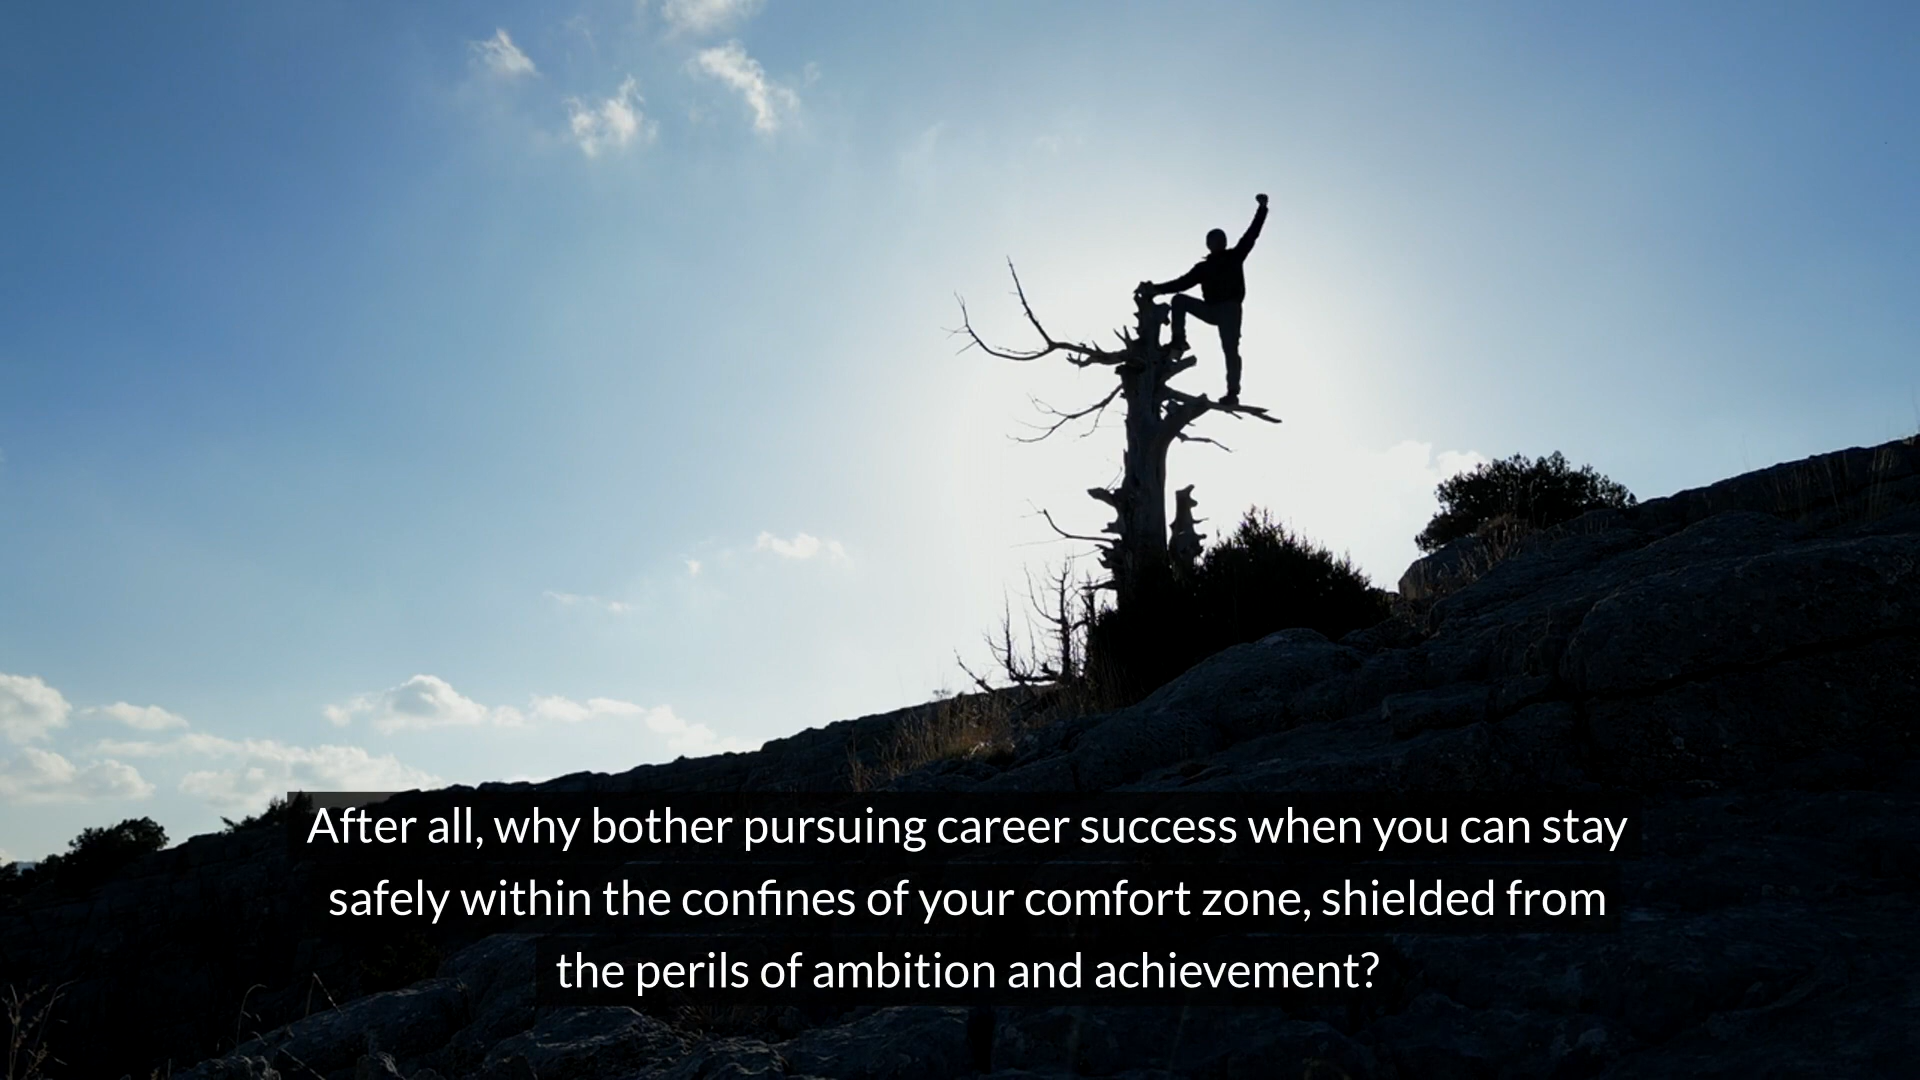 After all, why bother pursuing career success when you can stay
safely within the confines of your comfort zone, shielded from
the perils of ambition and achievement?